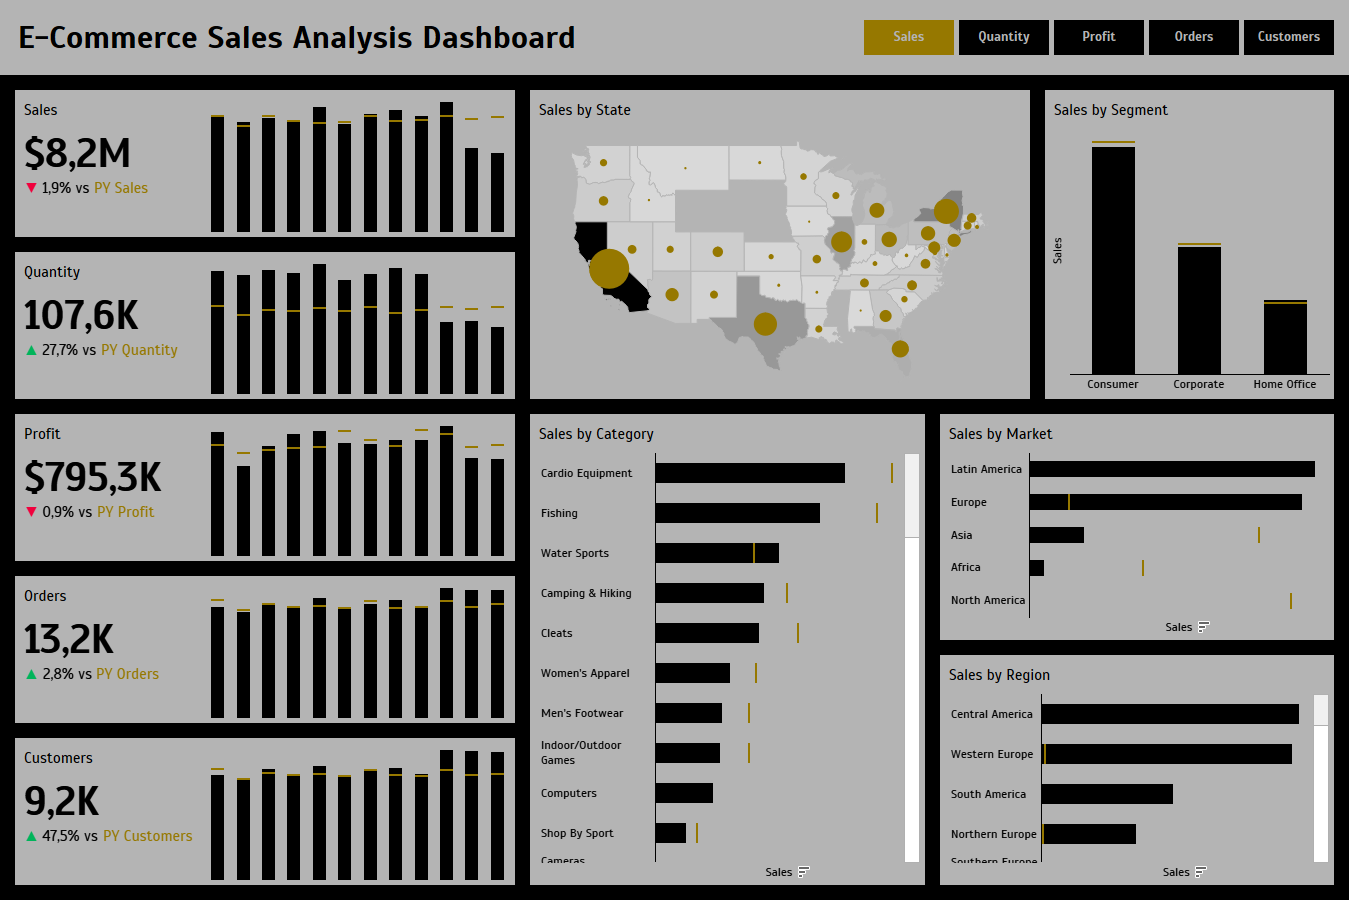 E-Commerce Sales Analysis Dashboard
Sales
Quantity
Profit
Orders
Customers
Sales
$8,2M
▼ 1,9% vs PY Sales
Quantity
107,6K
▲ 27,7% vs PY Quantity
Profit
$795,3K
▼ 0,9% vs PY Profit
Orders
13,2K
▲ 2,8% vs PY Orders
Customers
9,2K
▲ 47,5% vs PY Customers
Sales by State
Sales by Segment
Sales
Consumer
Corporate
Home Office
Sales by Category
Cardio Equipment
Fishing
Water Sports
Camping & Hiking
Cleats
Women's Apparel
Men's Footwear
Indoor/Outdoor
Games
Computers
Shop By Sport
Cameras
Sales
Sales by Market
Latin America
Europe
Asia
Africa
North America
Sales
Sales by Region
Central America
Western Europe
South America
Northern Europe
Southern Europe
Sales